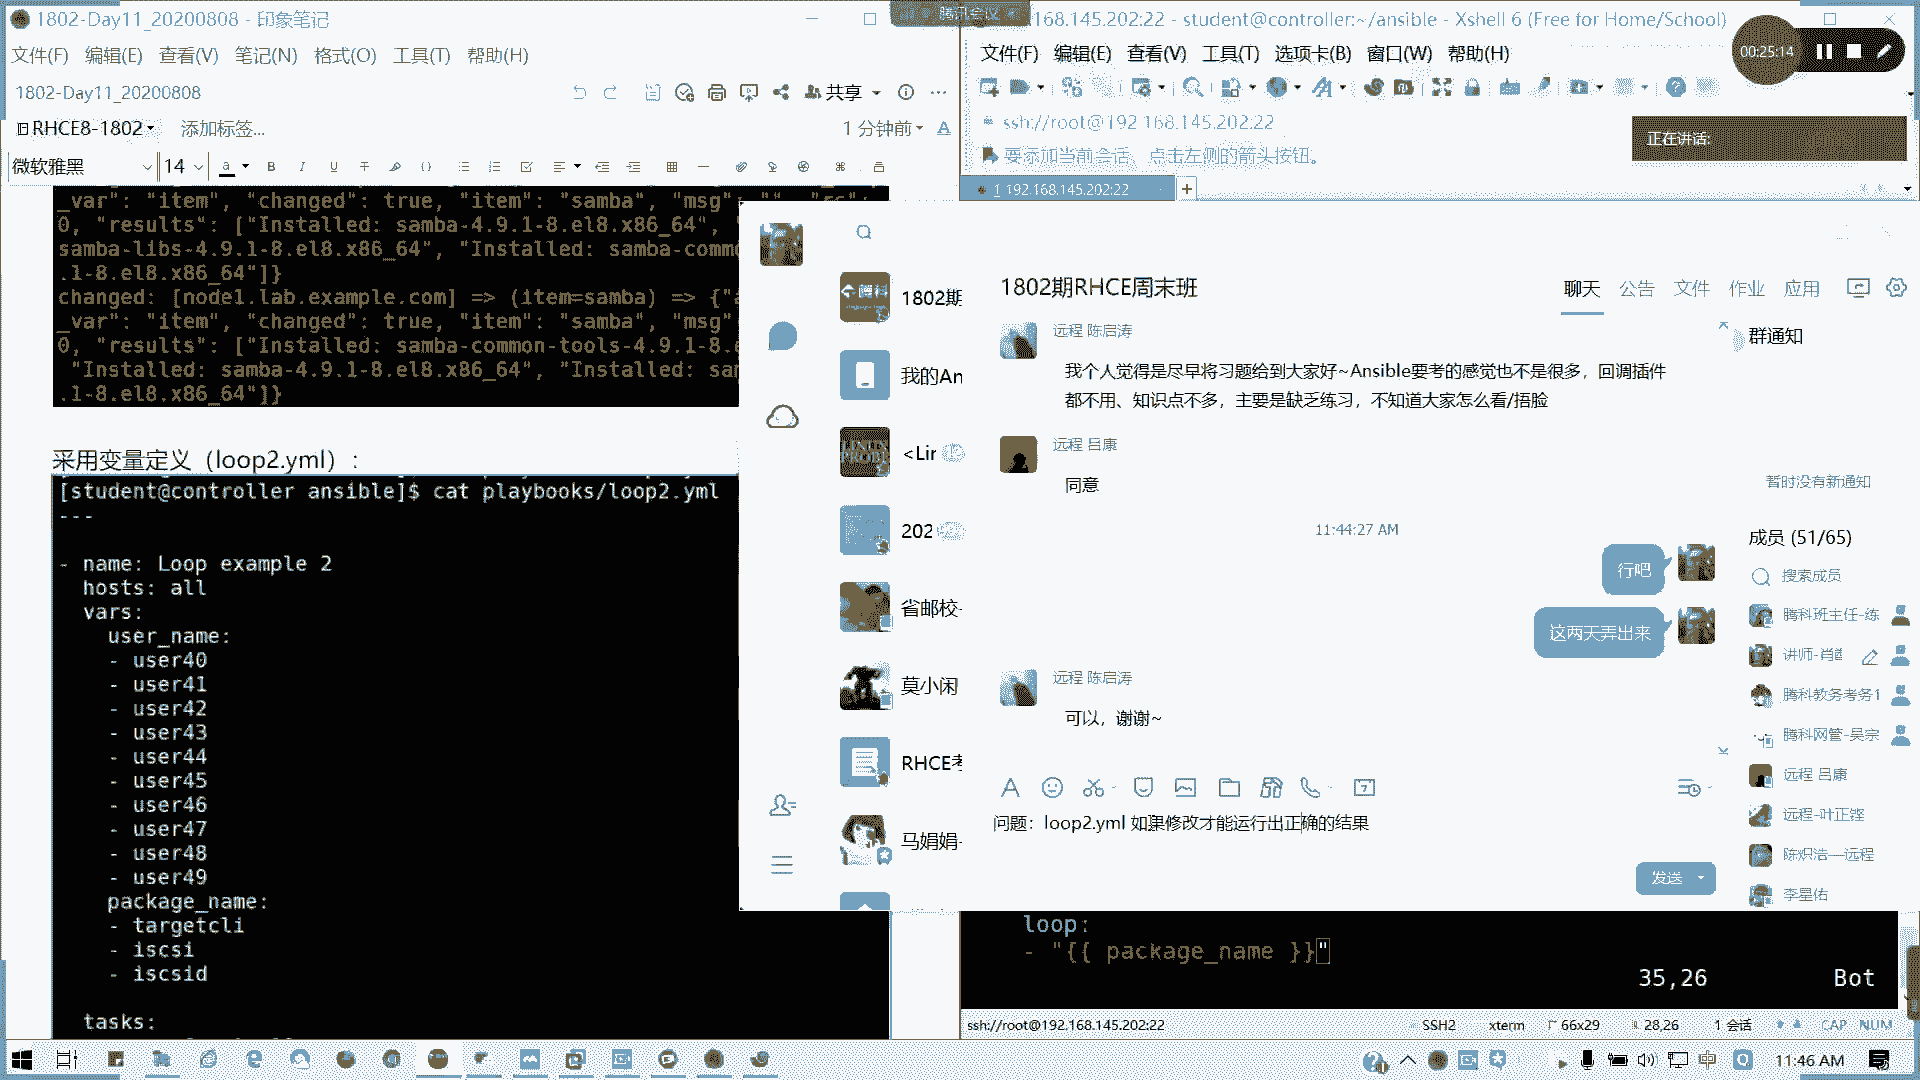 1802-Day11_20200808 - 印象笔记
文件(F) 编辑(E) 查看(V) 笔记(N) 格式(O) 工具(T) 帮助(H)
1802-Day11_20200808
共享
RHCE8-1802
添加标签...
1 分钟前
微软雅黑
14
_var": "item", "changed": true, "item": "samba", "msg":
0, "results": ["Installed: samba-4.9.1-8.el8.x86_64",
samba-libs-4.9.1-8.el8.x86_64", "Installed: samba-comm
.1-8.el8.x86_64"]}
changed: [node1.lab.example.com] => (item=samba) => {"a
_var": "item", "changed": true, "item": "samba", "msg"
0, "results": ["Installed: samba-common-tools-4.9.1-8.e
"Installed: samba-4.9.1-8.el8.x86_64", "Installed: sam
.1-8.el8.x86_64"]}
采用变量定义（loop2.yml）：
[student@controller ansible]$ cat playbooks/loop2.yml
---
- name: Loop example 2
hosts: all
vars:
user_name:
- user40
- user41
- user42
- user43
- user44
- user45
- user46
- user47
- user48
- user49
package_name:
- targetcli
- iscsi
- iscsid
tasks:
腾讯会议
168.145.202:22 - student@controller:~/ansible - Xshell 6 (Free for Home/School)
文件(F) 编辑(E) 查看(V) 工具(T) 选项卡(B) 窗口(W) 帮助(H)
00:25:14
ssh://root@192.168.145.202:22
正在讲话:
要添加当前会话，点击左侧的箭头按钮。
1 192.168.145.202:22
1802期
我的An
<Lin
202
省邮校-
莫小闲
RHCE考
马娟娟-
1802期RHCE周末班
聊天 公告 文件 作业 应用
远程 陈启涛
我个人觉得是尽早将习题给到大家好~Ansible要考的感觉也不是很多，回调插件
都不用、知识点不多，主要是缺乏练习，不知道大家怎么看/捂脸
远程 吕康
同意
11:44:27 AM
行吧
这两天弄出来
远程 陈启涛
可以，谢谢~
问题：loop2.yml 如果修改才能运行出正确的结果
发送
群通知
暂时没有新通知
成员 (51/65)
搜索成员
腾科班主任-练
讲师-肖
腾科教务考务1
腾科网管-吴宗
远程 吕康
远程-叶正铿
陈炽浩—远程
李星佑
loop:
- "{{ package_name }}"
35,26
Bot
ssh://root@192.168.145.202:22
SSH2
xterm
66x29
28,26
1 会话
CAP
NUM
中
11:46 AM